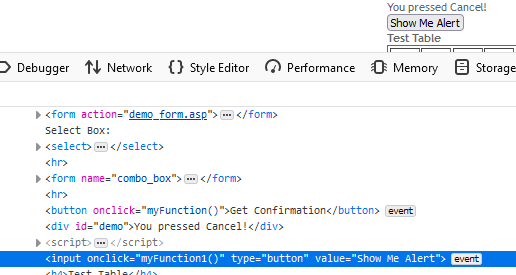 You pressed Cancel!
Show Me Alert
Test Table
Debugger Network Style Editor Performance Memory Storage
<form action="demo_form.asp"></form>
Select Box:
<select></select>
<hr>
<form name="combo_box"></form>
<hr>
<button onclick="myFunction()">Get Confirmation</button> event
<div id="demo">You pressed Cancel!</div>
<script></script>
<input onclick="myFunction1()" type="button" value="Show Me Alert"> event
<h4>Test Table</h4>